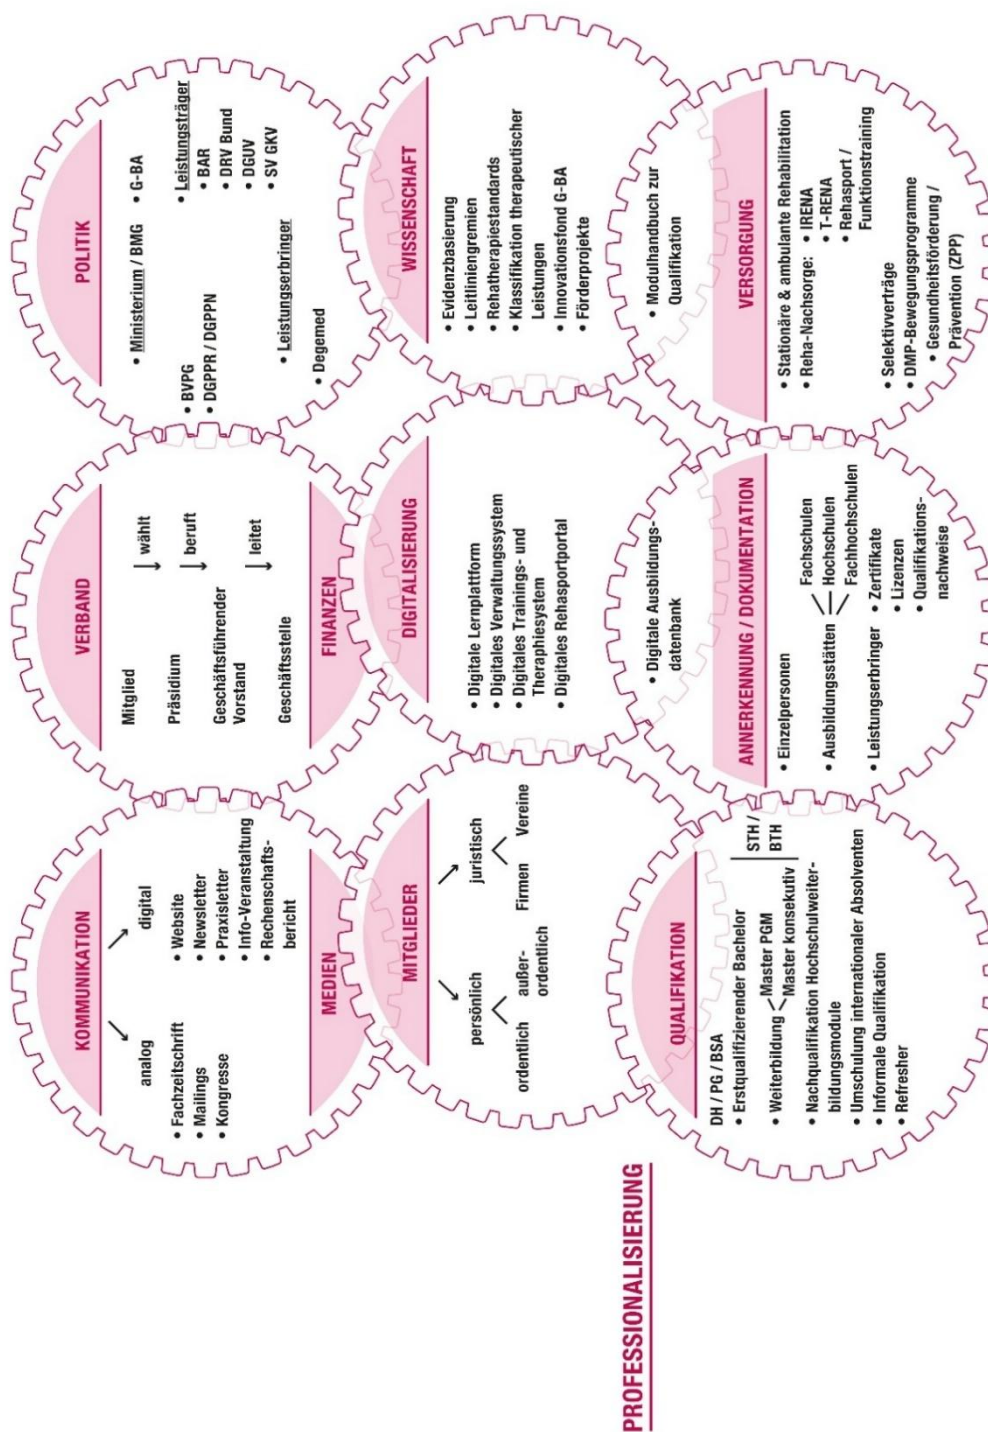 KOMMUNIKATION
analog
• Fachzeitschrift
• Mailings
• Kongresse
digital
• Website
• Newsletter
• Praxisletter
• Info-Veranstaltung
• Rechenschafts-
bericht
MEDIEN
VERBAND
Mitglied
wählt
Präsidium
beruft
Geschäftsführender
Vorstand
leitet
Geschäftsstelle
FINANZEN
POLITIK
• Ministerium / BMG
• G-BA
• BVPG
• DGPPR / DGPPN
• Leistungsträger
• BAR
• DRV Bund
• DGUV
• SV GKV
• Leistungserbringer
• Degemed
MITGLIEDER
persönlich
juristisch
ordentlich
außer-
ordentlich
Firmen
Vereine
DIGITALISIERUNG
• Digitale Lernplattform
• Digitales Verwaltungssystem
• Digitales Trainings- und
Theraphiesystem
• Digitales Rehasportportal
• Digitale Ausbildungs-
datenbank
WISSENSCHAFT
• Evidenzbasierung
• Leitliniengremien
• Rehatherapiestandards
• Klassifikation therapeutischer
Leistungen
• Innovationsfond G-BA
• Förderprojekte
• Modulhandbuch zur
Qualifikation
PROFESSIONALISIERUNG
QUALIFIKATION
DH / PG / BSA
• Erstqualifizierender Bachelor
STH /
BTH
• Weiterbildung
Master PGM
Master konsekutiv
• Nachqualifikation Hochschulweiter-
bildungsmodule
• Umschulung internationaler Absolventen
• Informale Qualifikation
• Refresher
ANNERKENNUNG / DOKUMENTATION
• Einzelpersonen
• Ausbildungsstätten
Fachschulen
Hochschulen
Fachhochschulen
• Leistungserbringer
• Zertifikate
• Lizenzen
• Qualifikations-
nachweise
VERSORGUNG
• Stationäre & ambulante Rehabilitation
• Reha-Nachsorge:
• IRENA
• T-RENA
• Rehasport /
Funktionstraining
• Selektivverträge
• DMP-Bewegungsprogramme
• Gesundheitsförderung /
Prävention (ZPP)